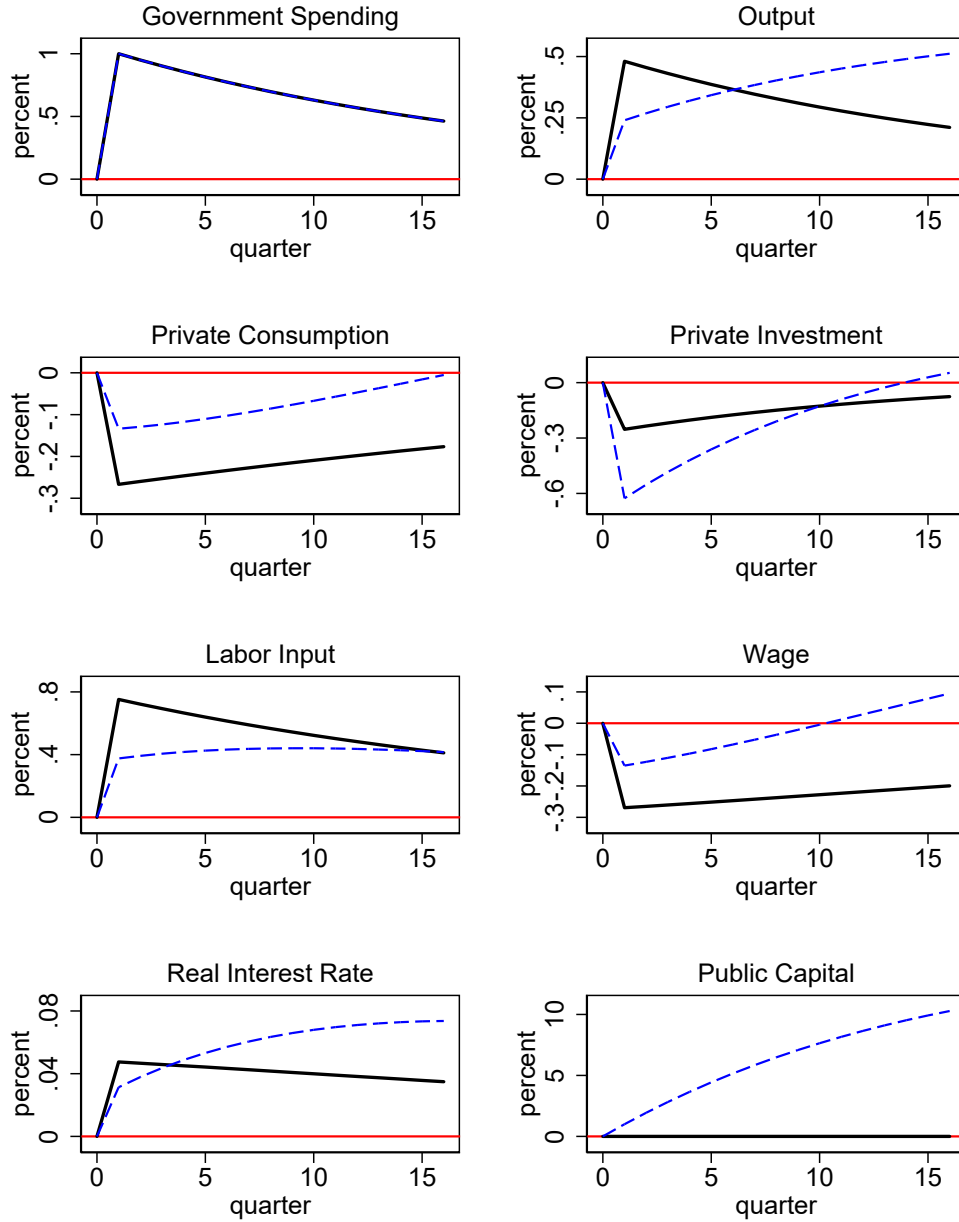 Government Spending
percent
1
.5
0
0 5 10 15
quarter
Output
percent
.5
.25
0
0 5 10 15
quarter
Private Consumption
percent
0
-.1
-.2
-.3
0 5 10 15
quarter
Private Investment
percent
0
-.3
-.6
0 5 10 15
quarter
Labor Input
percent
.8
.4
0
0 5 10 15
quarter
Wage
percent
.1
0
-.1
-.2
-.3
0 5 10 15
quarter
Real Interest Rate
percent
.08
.04
0
0 5 10 15
quarter
Public Capital
percent
10
5
0
0 5 10 15
quarter